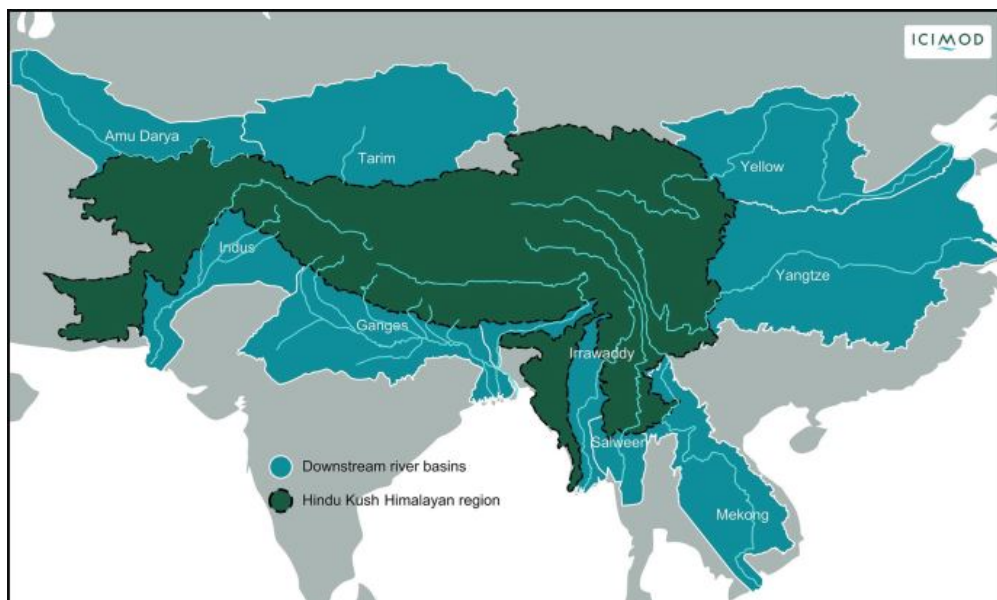 ICIMOD
Amu Darya
Tarim
Yellow
Indus
Yangtze
Ganges
Irrawaddy
Salween
Mekong
Downstream river basins
Hindu Kush Himalayan region